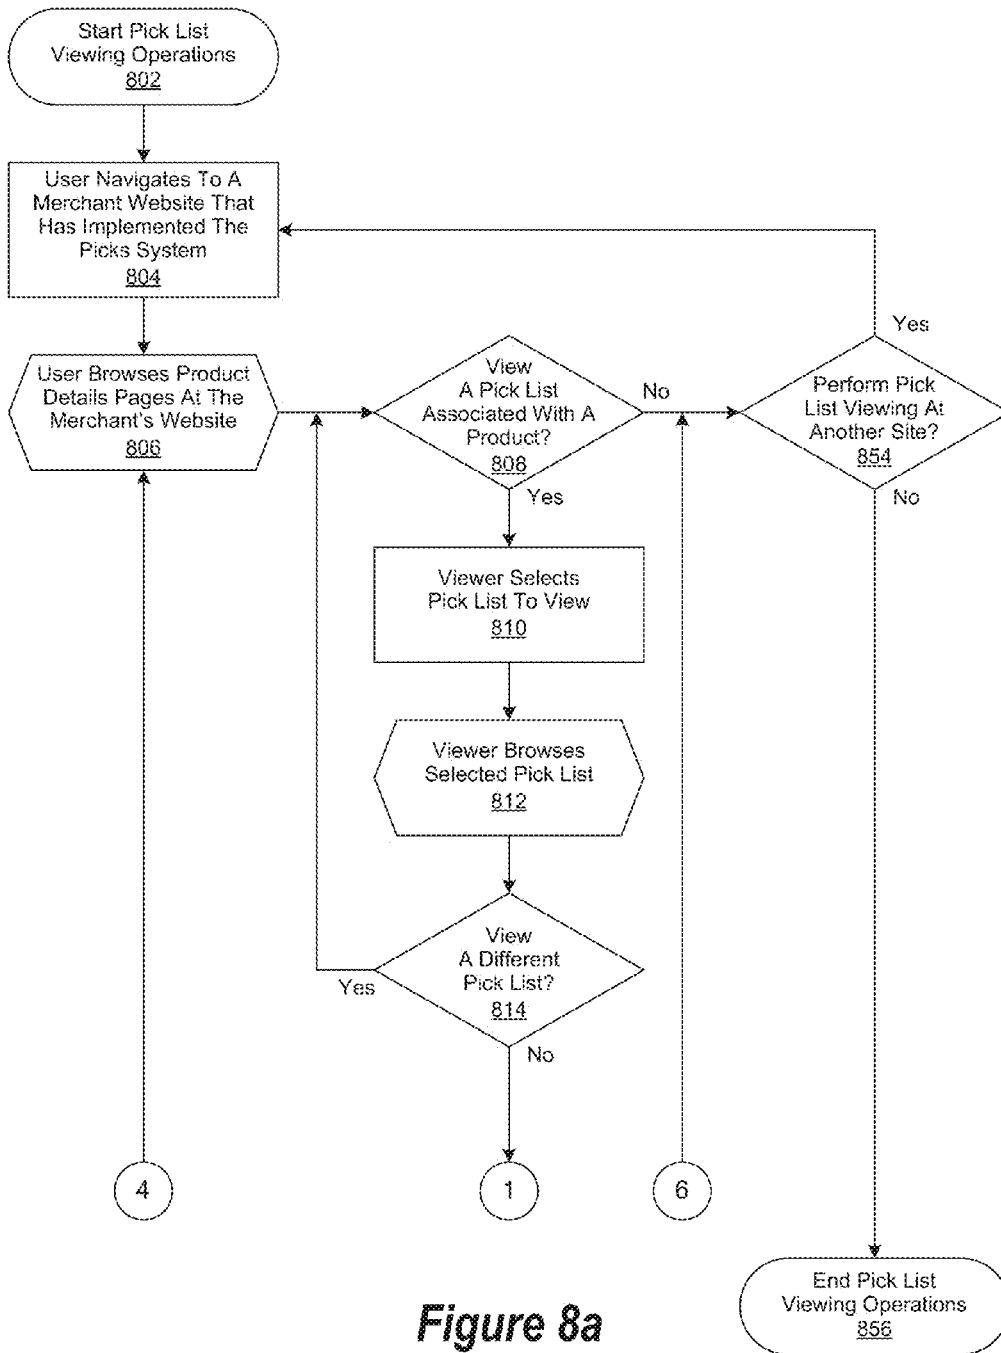 Start Pick List
Viewing Operations
802
User Navigates To A
Merchant Website That
Has Implemented The
Picks System
804
User Browses Product
Details Pages At The
Merchant's Website
806
View
A Pick List
Associated With A
Product?
808
No
Yes
Yes
Perform Pick
List Viewing At
Another Site?
854
No
Viewer Selects
Pick List To View
810
Viewer Browses
Selected Pick List
812
View
A Different
Pick List?
814
Yes
No
4
1
6
End Pick List
Viewing Operations
856
Figure 8a